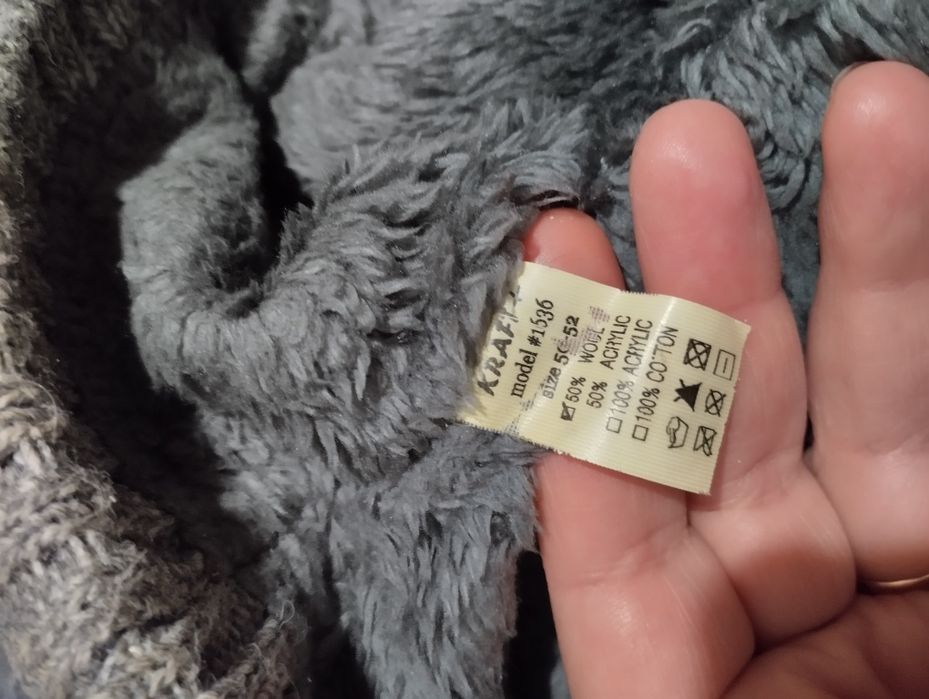 model #1536
size 50-52
☑50% WOOL
50% ACRYLIC
☐100% ACRYLIC
☐100% COTTON